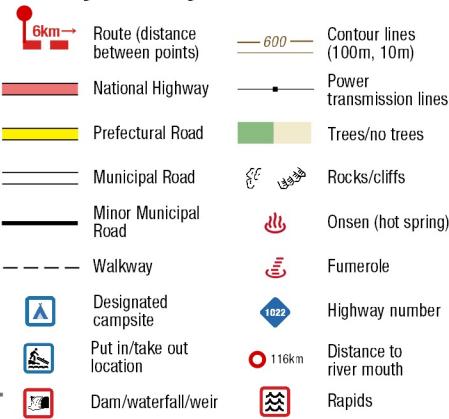 6km→
Route (distance
between points)
National Highway
Prefectural Road
Municipal Road
Minor Municipal
Road
Walkway
Designated
campsite
Put in/take out
location
Dam/waterfall/weir
600
Contour lines
(100m, 10m)
Power
transmission lines
Trees/no trees
Rocks/cliffs
Onsen (hot spring)
Fumerole
1022
Highway number
116km
Distance to
river mouth
Rapids